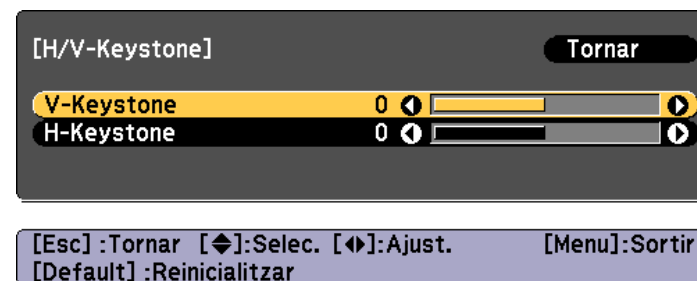 [H/V-Keystone] Tornar
V-Keystone 0
H-Keystone 0
[Esc] :Tornar [◆]:Selec. [◆]:Ajust. [Menu]:Sortir
[Default] :Reinicialitzar